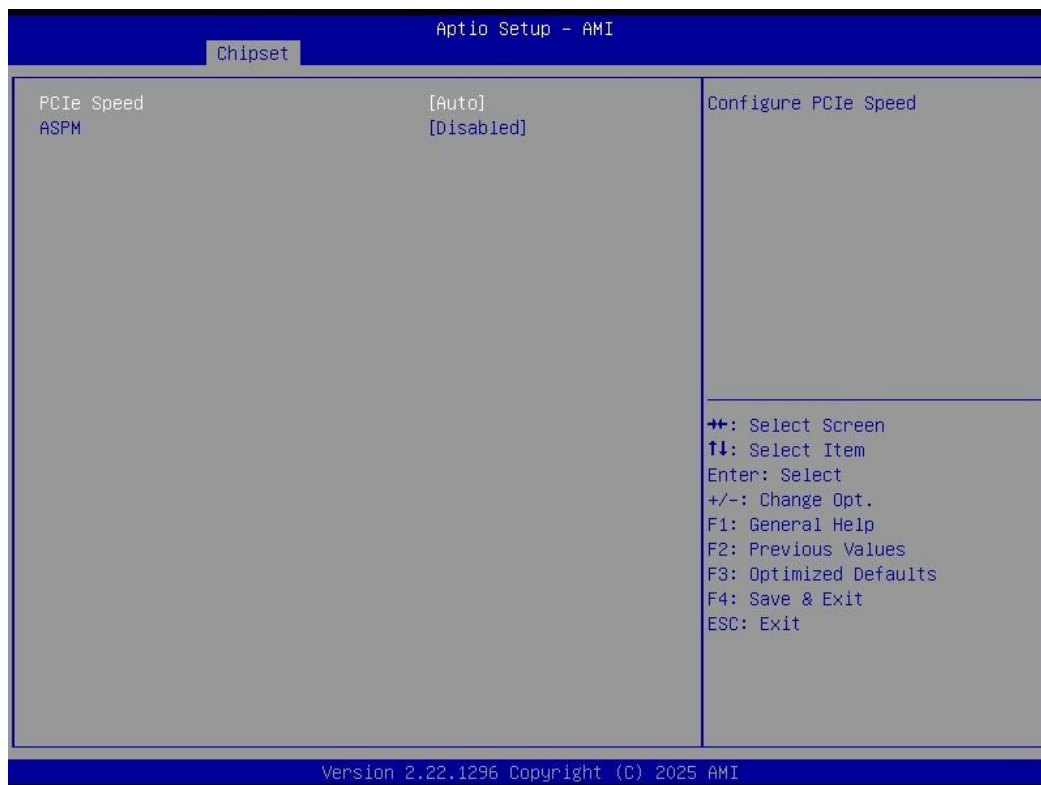 Aptio Setup - AMI
Chipset
PCIe Speed [Auto]
ASPM [Disabled]
Configure PCIe Speed
→←: Select Screen
↑↓: Select Item
Enter: Select
+/-: Change Opt.
F1: General Help
F2: Previous Values
F3: Optimized Defaults
F4: Save & Exit
ESC: Exit
Version 2.22.1296 Copyright (C) 2025 AMI